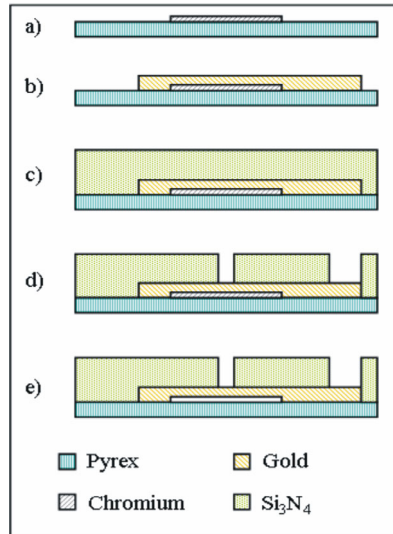 a)
b)
c)
d)
e)
Pyrex
Gold
Chromium
Si₃N₄